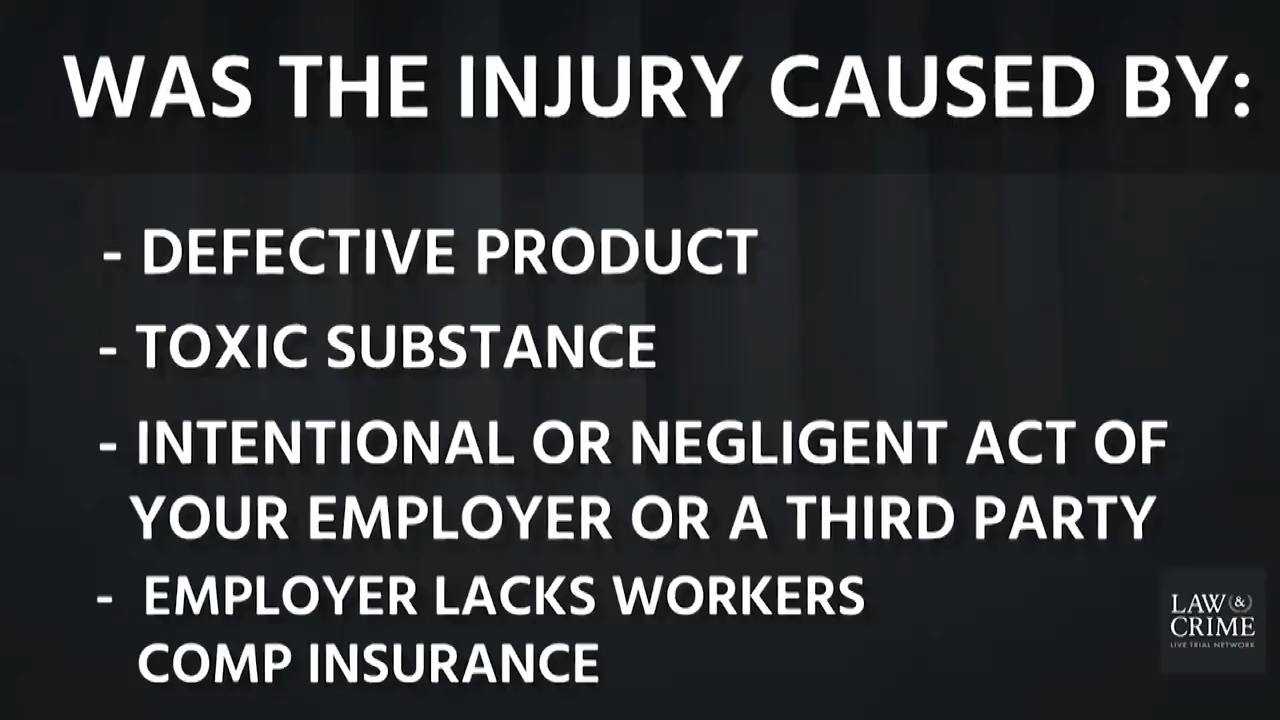 WAS THE INJURY CAUSED BY:
- DEFECTIVE PRODUCT
- TOXIC SUBSTANCE
- INTENTIONAL OR NEGLIGENT ACT OF
YOUR EMPLOYER OR A THIRD PARTY
- EMPLOYER LACKS WORKERS
COMP INSURANCE
LAW &
CRIME
LIVE TRIAL NETWORK